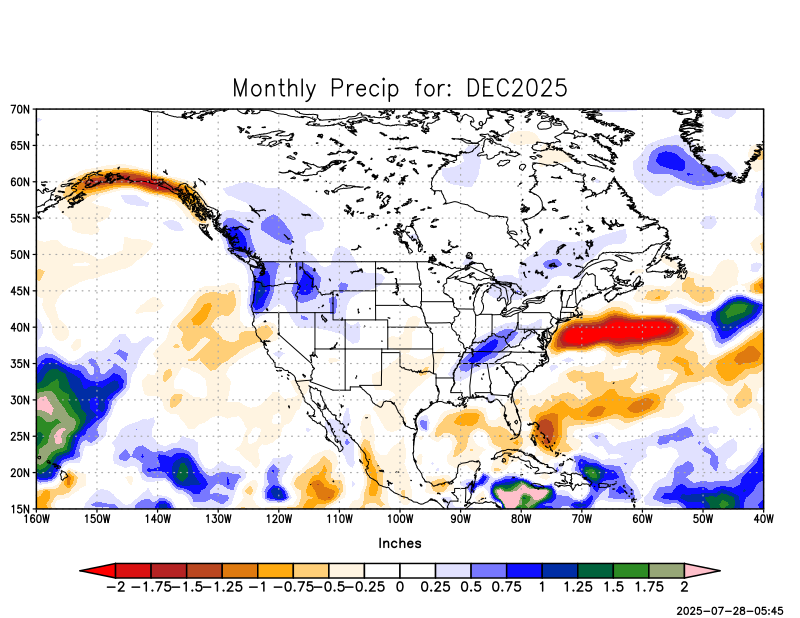 Monthly Precip for: DEC2025
70N
65N
60N
55N
50N
45N
40N
35N
30N
25N
20N
15N
160W 150W 140W 130W 120W 110W 100W 90W 80W 70W 60W 50W 40W
Inches
-2 -1.75-1.5-1.25 -1 -0.75-0.5-0.25 0 0.25 0.5 0.75 1 1.25 1.5 1.75 2
2025-07-28-05:45